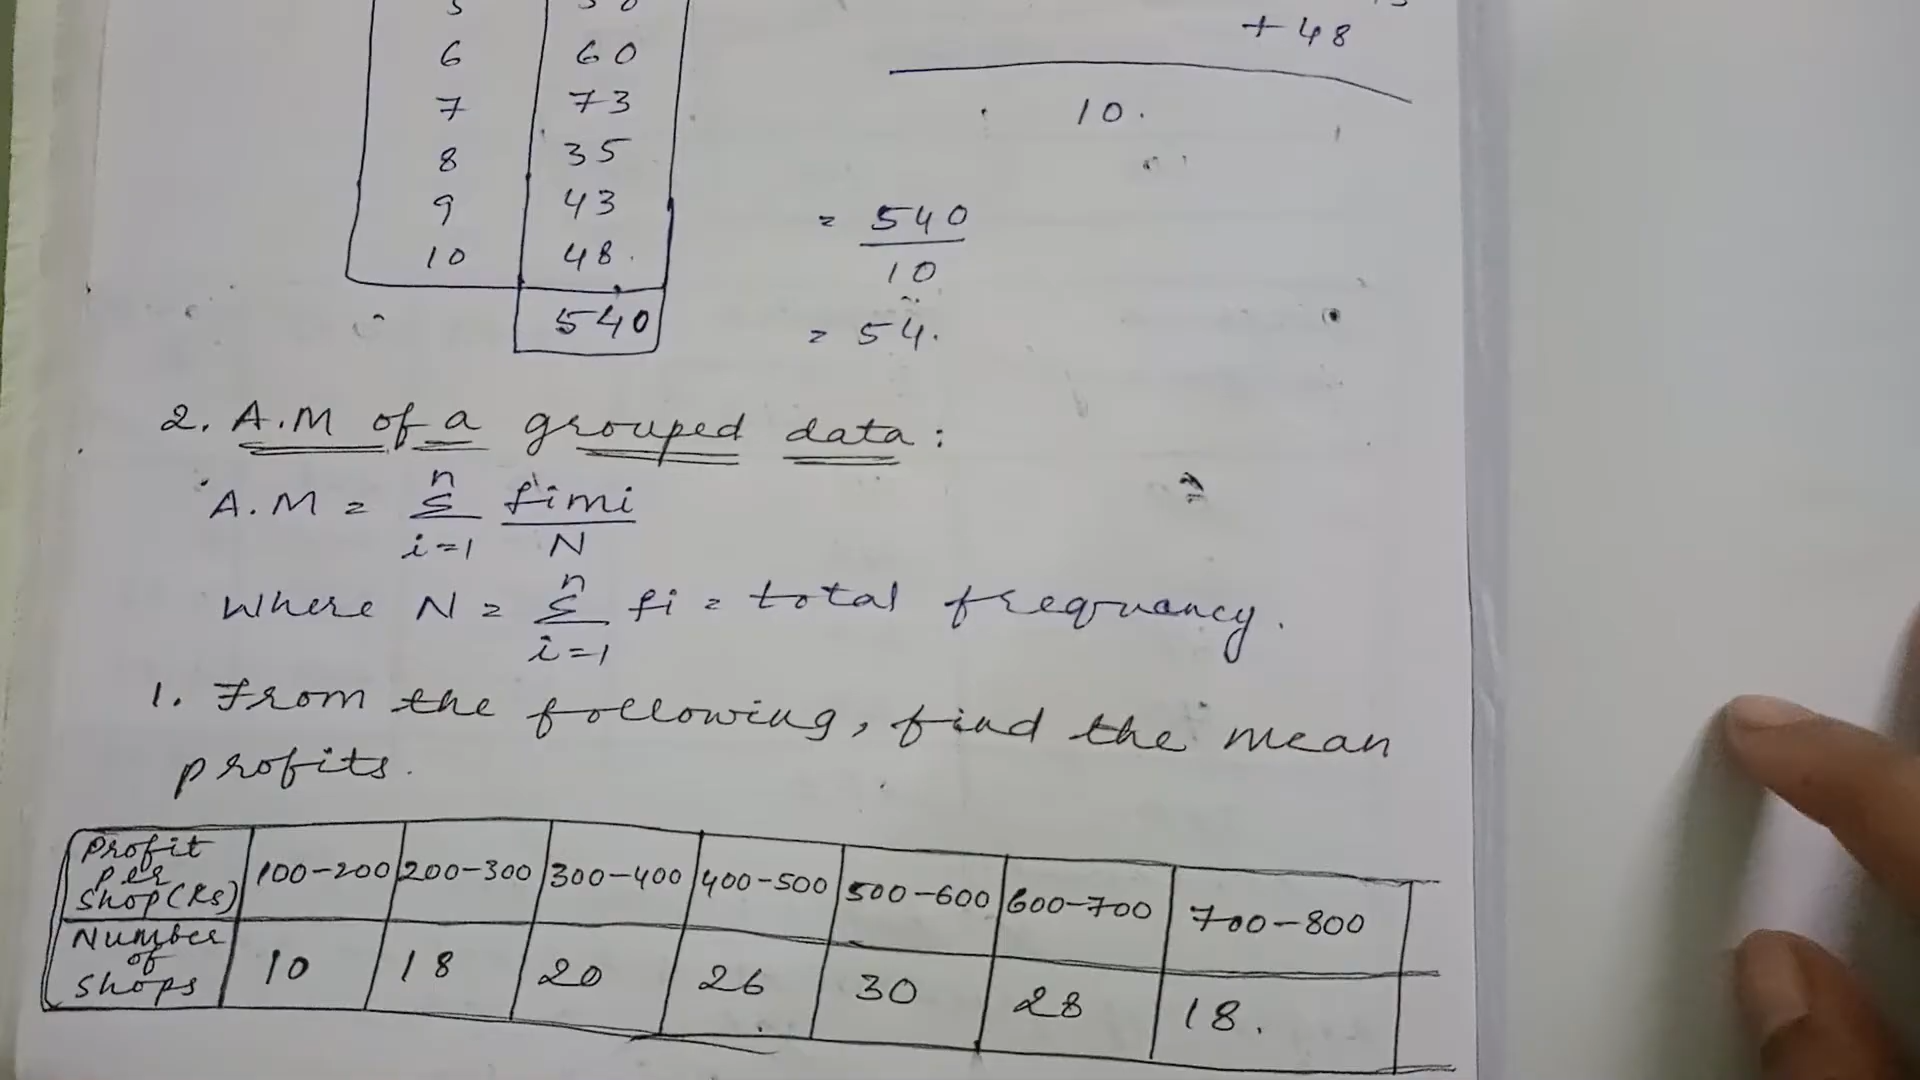 + 48
6 60
7 73
8 35
9 43
10 48.
540
10.
= 540
10
= 54.
2. A.M of a grouped data:
A.M = n Σ i=1 fimi
N
Where N = n Σ i=1 fi = total frequancy.
1. From the following, find the mean
profits.
Profit per Shop (Rs) 100-200 200-300 300-400 400-500 500-600 600-700 700-800
Number of Shops 10 18 20 26 30 28 18.